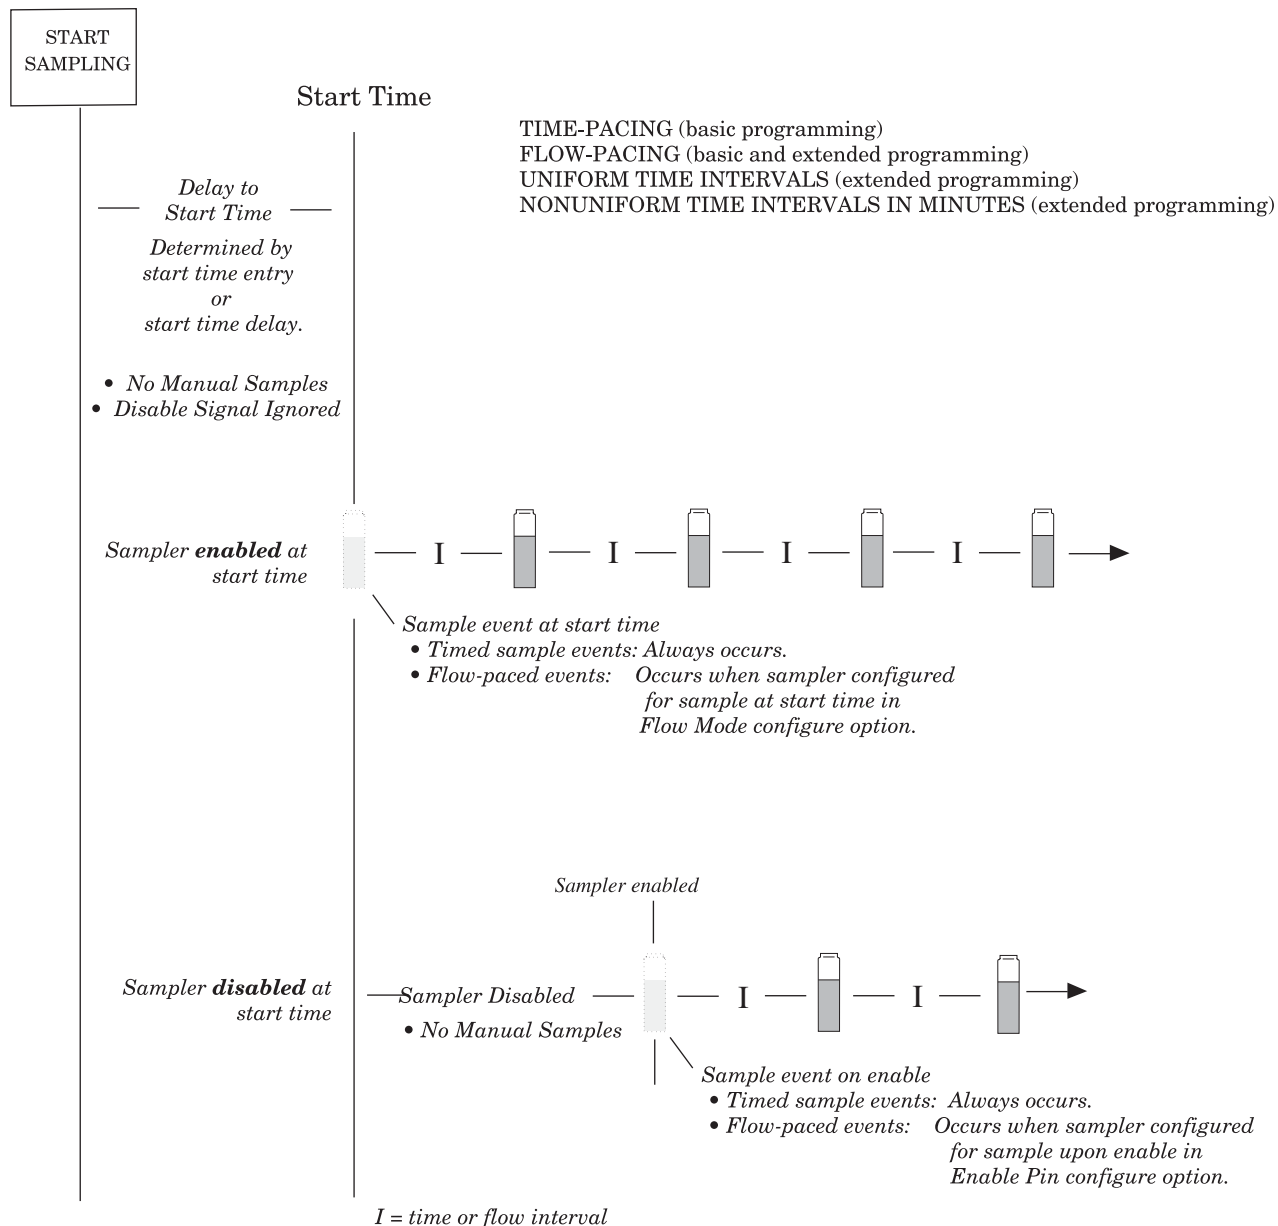 START
SAMPLING
Start Time
TIME-PACING (basic programming)
FLOW-PACING (basic and extended programming)
UNIFORM TIME INTERVALS (extended programming)
NONUNIFORM TIME INTERVALS IN MINUTES (extended programming)
Delay to
Start Time
Determined by
start time entry
or
start time delay.
• No Manual Samples
• Disable Signal Ignored
Sampler enabled at
start time
I I I I
Sample event at start time
• Timed sample events: Always occurs.
• Flow-paced events: Occurs when sampler configured
for sample at start time in
Flow Mode configure option.
Sampler enabled
Sampler disabled at
start time
Sampler Disabled
I I
• No Manual Samples
Sample event on enable
• Timed sample events: Always occurs.
• Flow-paced events: Occurs when sampler configured
for sample upon enable in
Enable Pin configure option.
I = time or flow interval